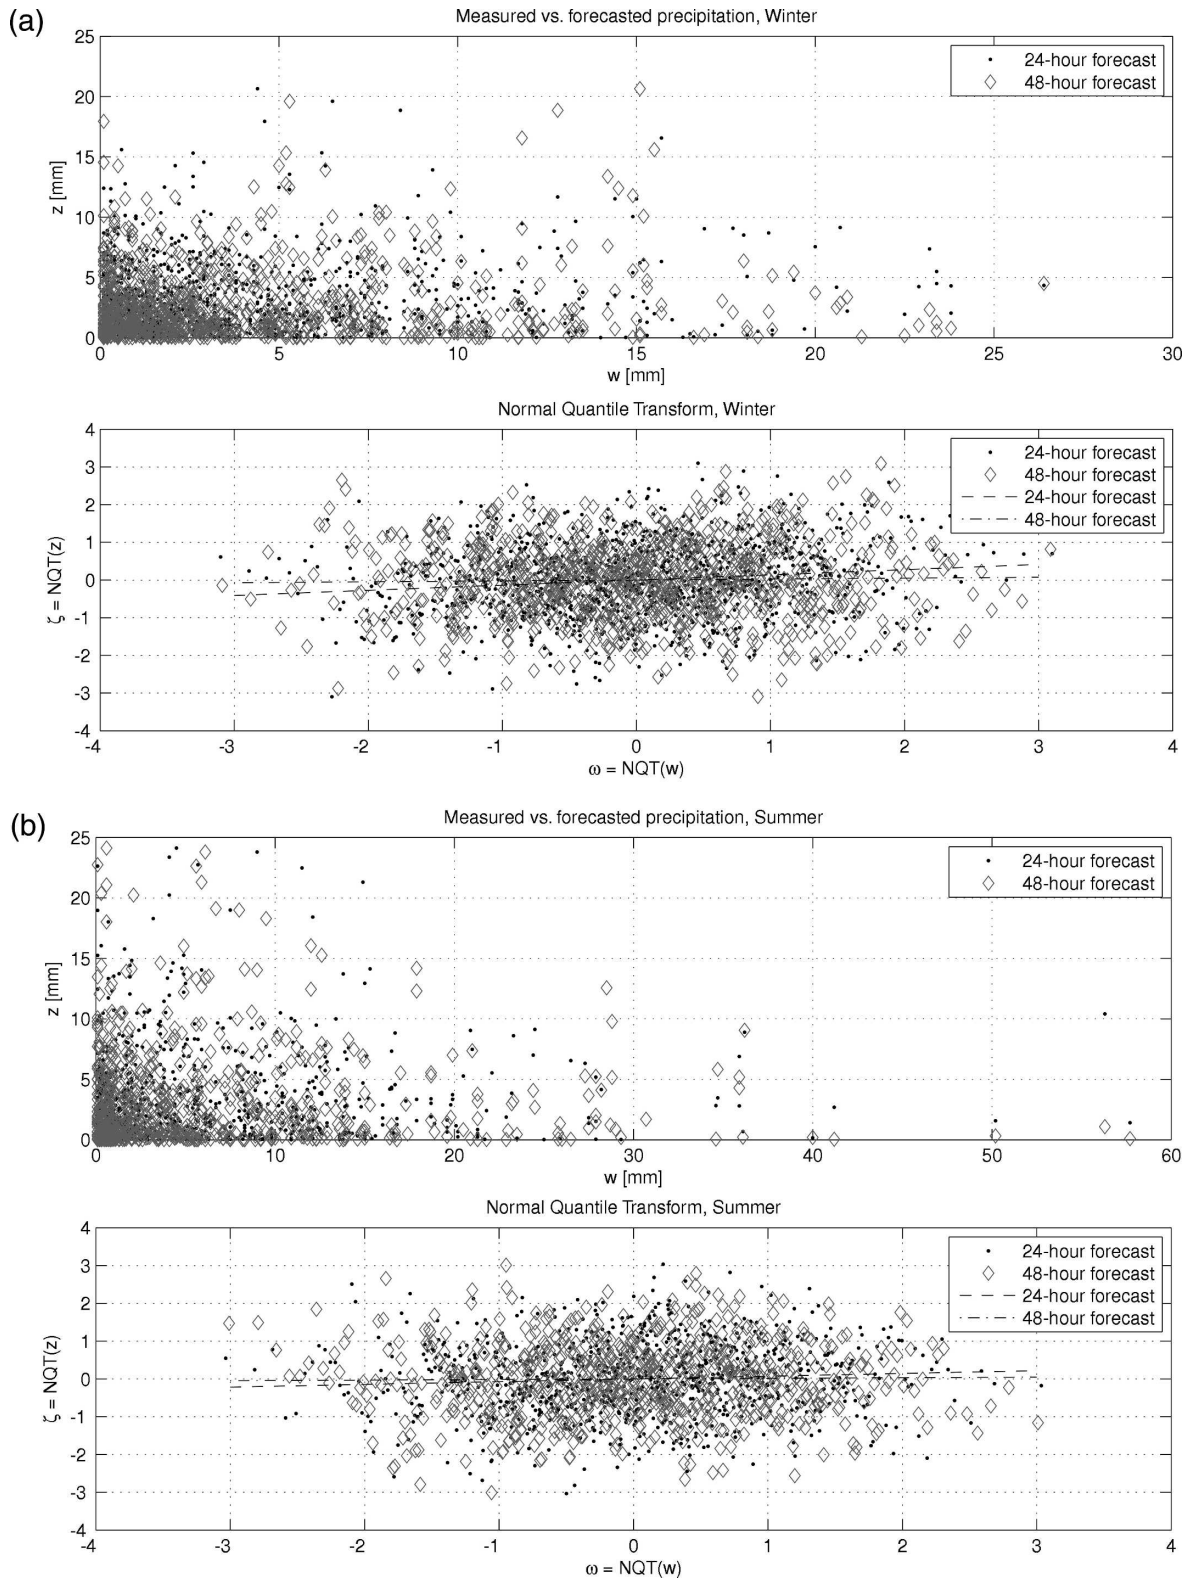 (a)
Measured vs. forecasted precipitation, Winter
25
20
15
10
5
0
z [mm]
24-hour forecast
48-hour forecast
0 5 10 15 20 25 30
w [mm]
Normal Quantile Transform, Winter
4
3
2
1
0
-1
-2
-3
-4
ζ = NQT(z)
24-hour forecast
48-hour forecast
24-hour forecast
48-hour forecast
-4 -3 -2 -1 0 1 2 3 4
ω = NQT(w)
(b)
Measured vs. forecasted precipitation, Summer
25
20
15
10
5
0
z [mm]
24-hour forecast
48-hour forecast
0 10 20 30 40 50 60
w [mm]
Normal Quantile Transform, Summer
4
3
2
1
0
-1
-2
-3
-4
ζ = NQT(z)
24-hour forecast
48-hour forecast
24-hour forecast
48-hour forecast
-4 -3 -2 -1 0 1 2 3 4
ω = NQT(w)